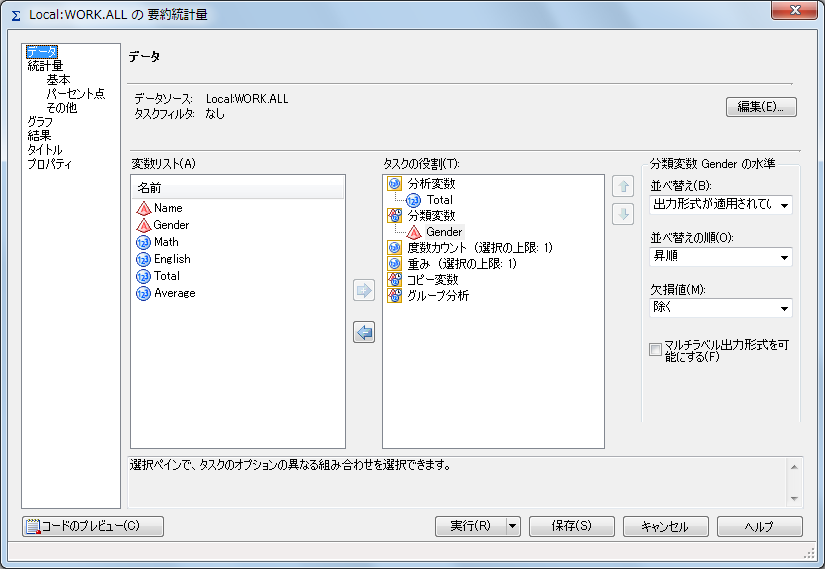 Local:WORK.ALL の 要約統計量
データ
統計量
基本
パーセント点
その他
グラフ
結果
タイトル
プロパティ
データ
データソース: Local:WORK.ALL
タスクフィルタ: なし
編集(E)...
変数リスト(A)
名前
Name
Gender
Math
English
Total
Average
タスクの役割(T):
分析変数
Total
分類変数
Gender
度数カウント (選択の上限: 1)
重み (選択の上限: 1)
コピー変数
グループ分析
分類変数 Gender の水準
並べ替え(B):
出力形式が適用されてい
並べ替えの順(O):
昇順
欠損値(M):
除く
マルチラベル出力形式を可
能にする(F)
選択ペインで、タスクのオプションの異なる組み合わせを選択できます。
コードのプレビュー(C)
実行(R)
保存(S)
キャンセル
ヘルプ